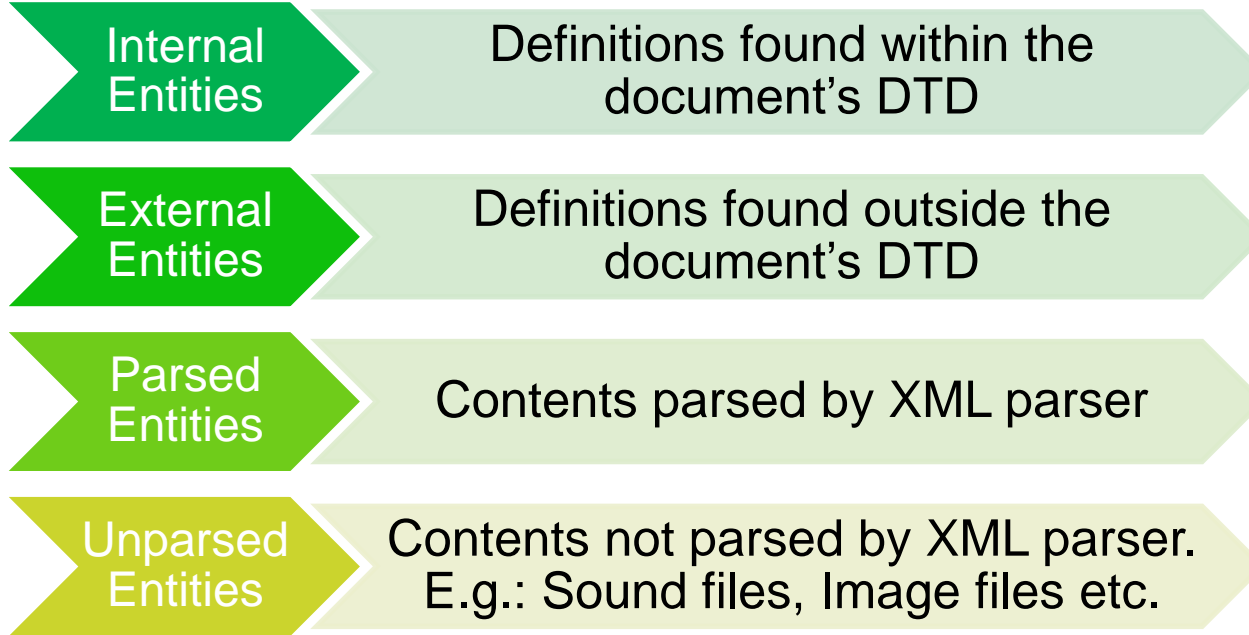 Internal
Entities
Definitions found within the
document’s DTD
External
Entities
Definitions found outside the
document’s DTD
Parsed
Entities
Contents parsed by XML parser
Unparsed
Entities
Contents not parsed by XML parser.
E.g.: Sound files, Image files etc.